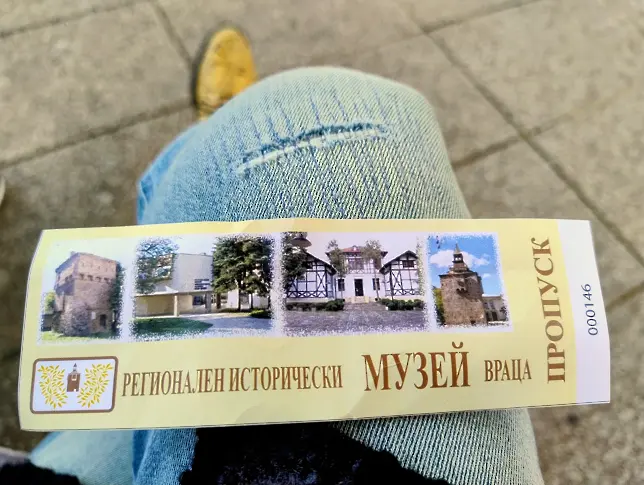 РЕГИОНАЛЕН ИСТОРИЧЕСКИ МУЗЕЙ ВРАЦА
ПРОПУСК
000146